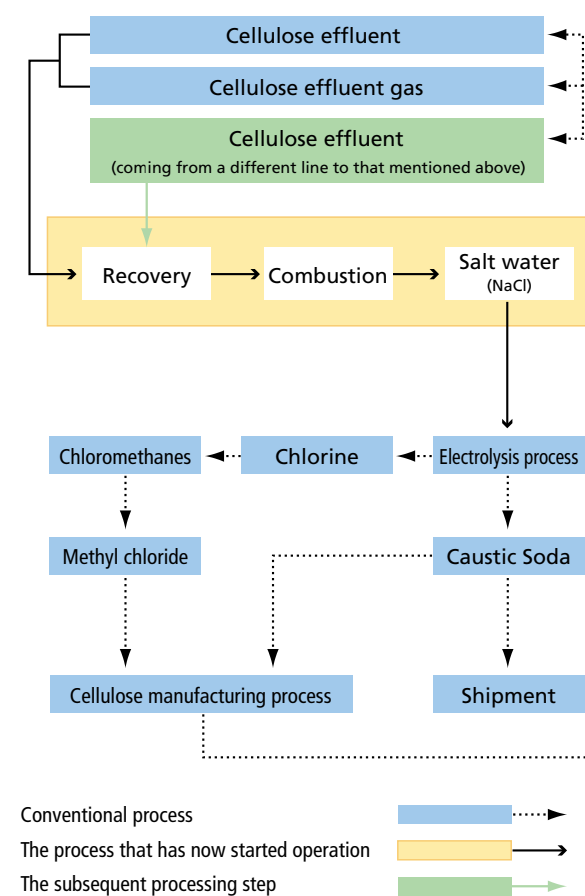 Cellulose effluent
Cellulose effluent gas
Cellulose effluent
(coming from a different line to that mentioned above)
Recovery
Combustion
Salt water
(NaCl)
Chloromethanes
Chlorine
Electrolysis process
Methyl chloride
Caustic Soda
Cellulose manufacturing process
Shipment
Conventional process
The process that has now started operation
The subsequent processing step